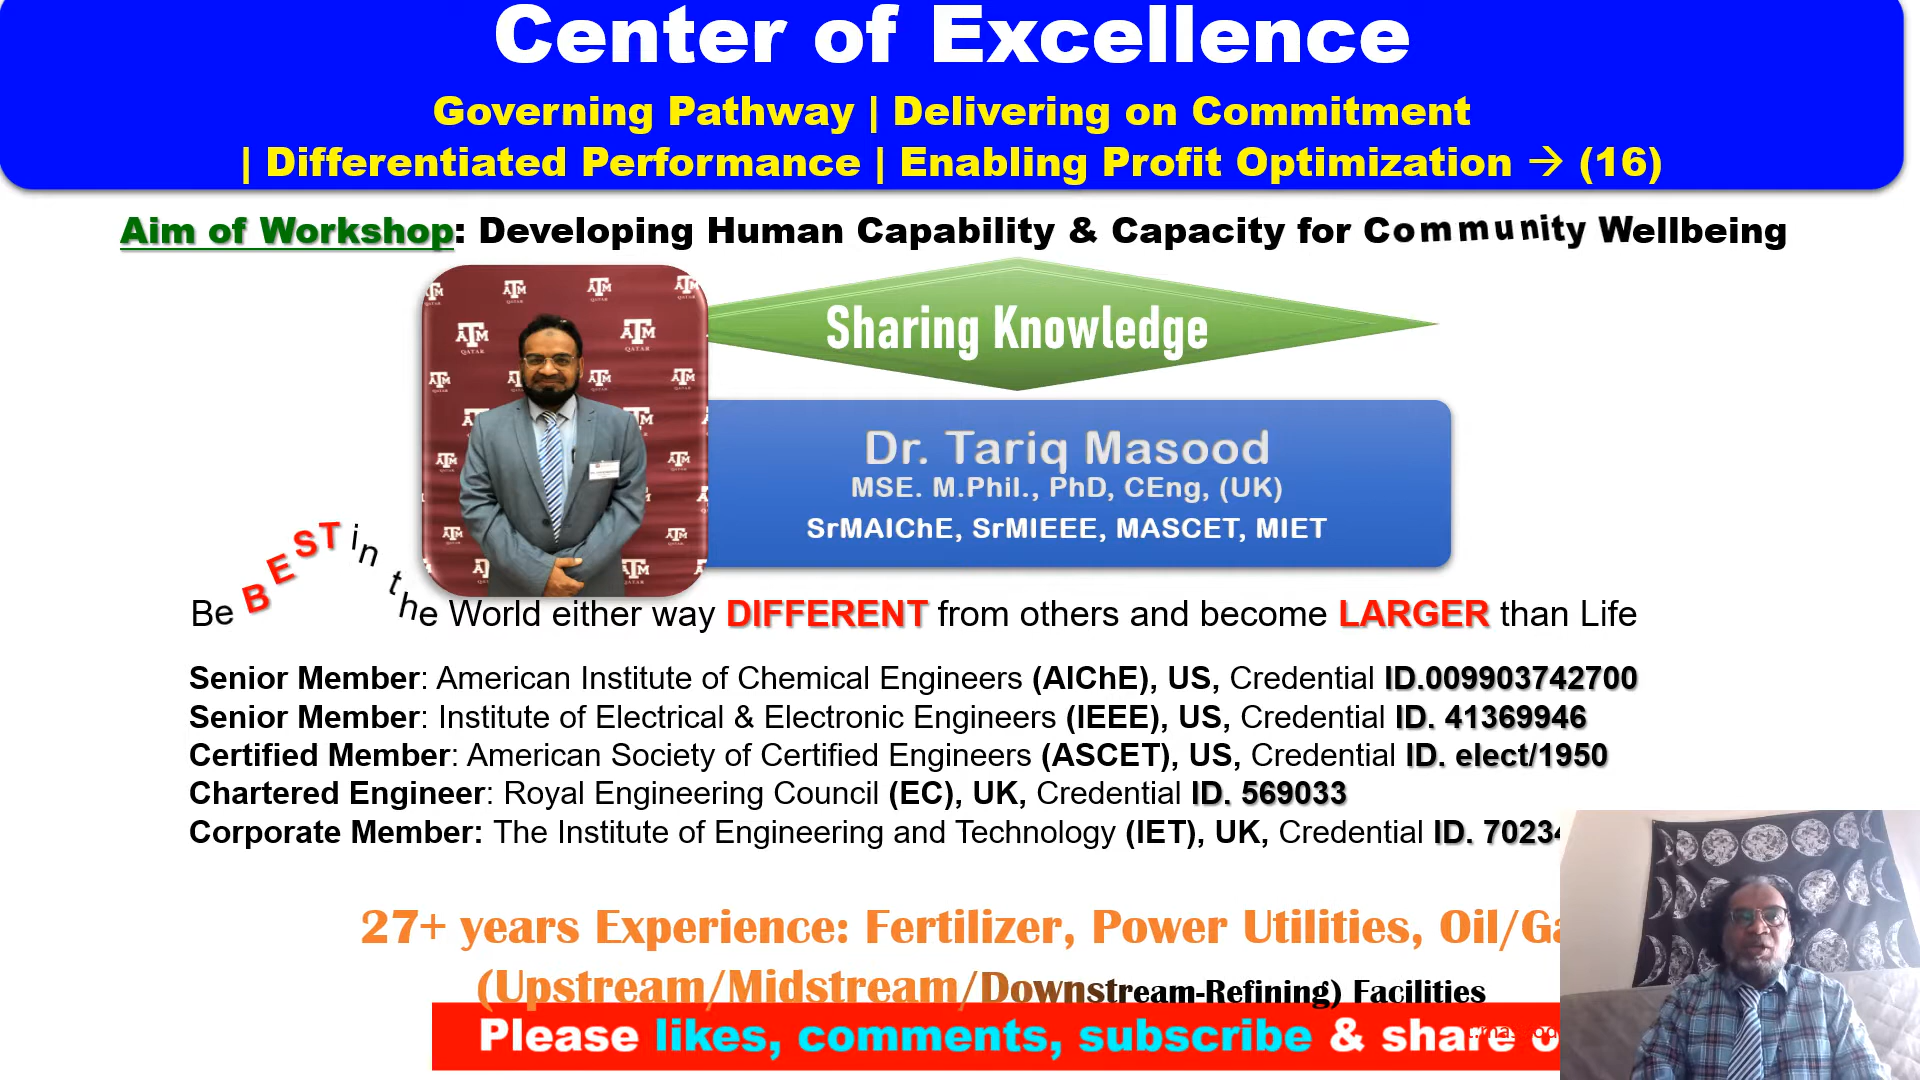 Center of Excellence
Governing Pathway | Delivering on Commitment
| Differentiated Performance | Enabling Profit Optimization → (16)
Aim of Workshop: Developing Human Capability & Capacity for Community Wellbeing
Sharing Knowledge
Dr. Tariq Masood
MSE. M.Phil., PhD, CEng, (UK)
SrMAIChE, SrMIEEE, MASCET, MIET
Be BEST in the World either way DIFFERENT from others and become LARGER than Life
Senior Member: American Institute of Chemical Engineers (AIChE), US, Credential ID.009903742700
Senior Member: Institute of Electrical & Electronic Engineers (IEEE), US, Credential ID. 41369946
Certified Member: American Society of Certified Engineers (ASCET), US, Credential ID. elect/1950
Chartered Engineer: Royal Engineering Council (EC), UK, Credential ID. 569033
Corporate Member: The Institute of Engineering and Technology (IET), UK, Credential ID. 7023
27+ years Experience: Fertilizer, Power Utilities, Oil/Ga
(Upstream/Midstream/Downstream-Refining) Facilities
Please likes, comments, subscribe & share